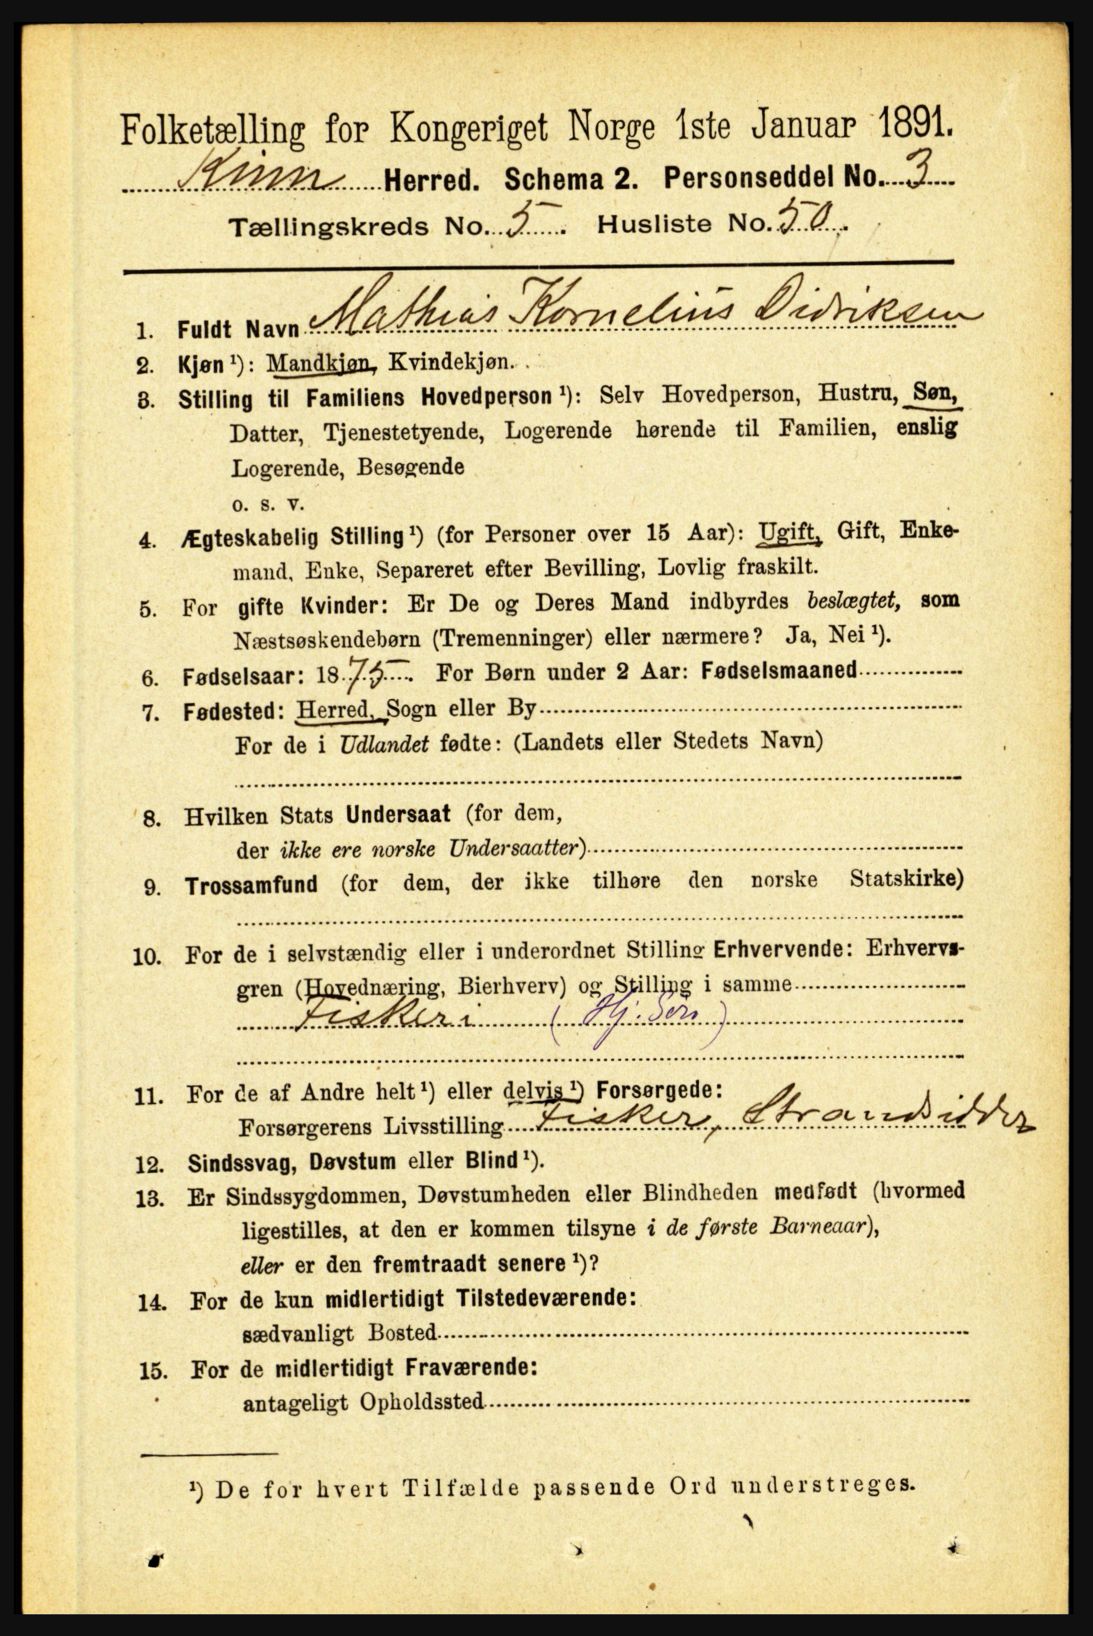 Folketælling for Kongeriget Norge 1ste Januar 1891.
Kinn Herred. Schema 2. Personseddel No. 3
Tællingskreds No. 5. Husliste No. 50.
1. Fuldt Navn Mathias Kornelius Didriksen
2. Kjøn ¹): Mandkjøn, Kvindekjøn.
3. Stilling til Familiens Hovedperson ¹): Selv Hovedperson, Hustru, Søn,
Datter, Tjenestetyende, Logerende hørende til Familien, enslig
Logerende, Besøgende
o. s. v.
4. Ægteskabelig Stilling ¹) (for Personer over 15 Aar): Ugift, Gift, Enke-
mand, Enke, Separeret efter Bevilling, Lovlig fraskilt.
5. For gifte Kvinder: Er De og Deres Mand indbyrdes beslægtet, som
Næstsøskendebørn (Tremenninger) eller nærmere? Ja, Nei ¹).
6. Fødselsaar: 1875. For Børn under 2 Aar: Fødselsmaaned
7. Fødested: Herred, Sogn eller By
For de i Udlandet fødte: (Landets eller Stedets Navn)
8. Hvilken Stats Undersaat (for dem,
der ikke ere norske Undersaatter)
9. Trossamfund (for dem, der ikke tilhøre den norske Statskirke)
10. For de i selvstændig eller i underordnet Stilling Erhvervende: Erhvervs-
gren (Hovednæring, Bierhverv) og Stilling i samme
Fiskeri (Hj. Søn)
11. For de af Andre helt ¹) eller delvis ¹) Forsørgede:
Forsørgerens Livsstilling Fisker, Strandsidder
12. Sindssvag, Døvstum eller Blind ¹).
13. Er Sindssygdommen, Døvstumheden eller Blindheden medfødt (hvormed
ligestilles, at den er kommen tilsyne i de første Barneaar),
eller er den fremtraadt senere ¹)?
14. For de kun midlertidigt Tilstedeværende:
sædvanligt Bosted
15. For de midlertidigt Fraværende:
antageligt Opholdssted
¹) De for hvert Tilfælde passende Ord understreges.